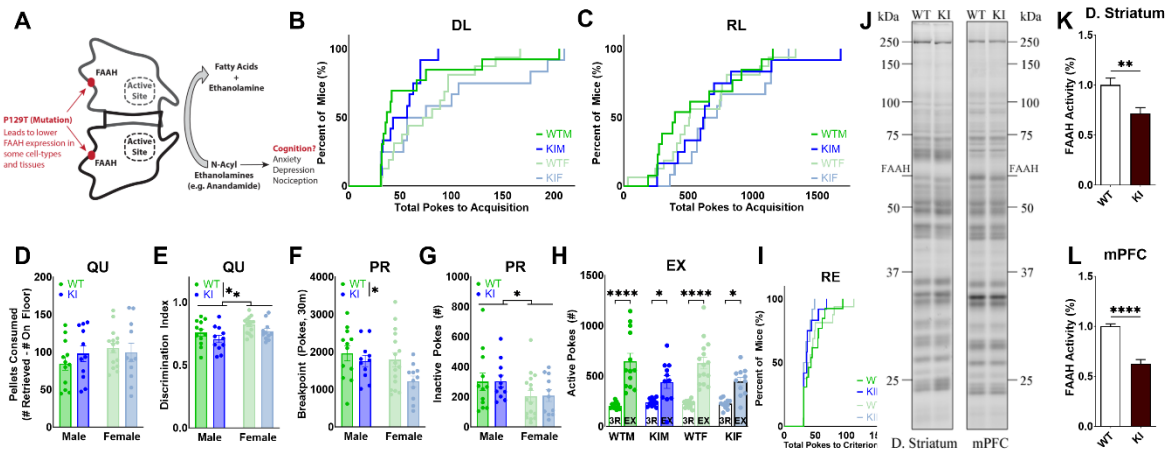 A
FAAH
Active
Site
P129T (Mutation)
Leads to lower
FAAH expression in
some cell-types
and tissues
FAAH
Active
Site
Fatty Acids
+
Ethanolamine
N-Acyl
Ethanolamines
(e.g. Anandamide)
Cognition?
Anxiety
Depression
Nociception
B
DL
Percent of Mice (%)
100
50
0
0 50 100 150 200
Total Pokes to Acquisition
C
RL
Percent of Mice (%)
100
50
0
0 500 1000 1500
Total Pokes to Acquisition
WTM
KIM
WTF
KIF
J
kDa WT KI WT KI kDa
250 250
150 150
100 100
75 75
FAAH FAAH
50 50
37 37
25 25
D. Striatum mPFC
K
D. Striatum
FAAH Activity (%)
1.5
1.0
0.5
0.0
**
WT KI
D
QU
Pellets Consumed
(# Retrieved - # On Floor)
200
150
100
50
0
WT
KI
Male Female
E
QU
Discrimination Index
1.0
0.5
0.0
WT
KI
*
*
Male Female
F
PR
Breakpoint (Pokes, 30m)
4000
3000
2000
1000
0
WT
KI
*
Male Female
G
PR
Inactive Pokes (#)
1000
800
600
400
200
0
WT
KI
*
Male Female
H
EX
Active Pokes (#)
1500
1000
500
0
**** * **** *
3R EX 3R EX 3R EX 3R EX
WTM KIM WTF KIF
I
RE
Percent of Mice (%)
100
50
0
0 50 100 15
Total Pokes to Criterion
L
mPFC
FAAH Activity (%)
1.5
1.0
0.5
0.0
****
WT KI